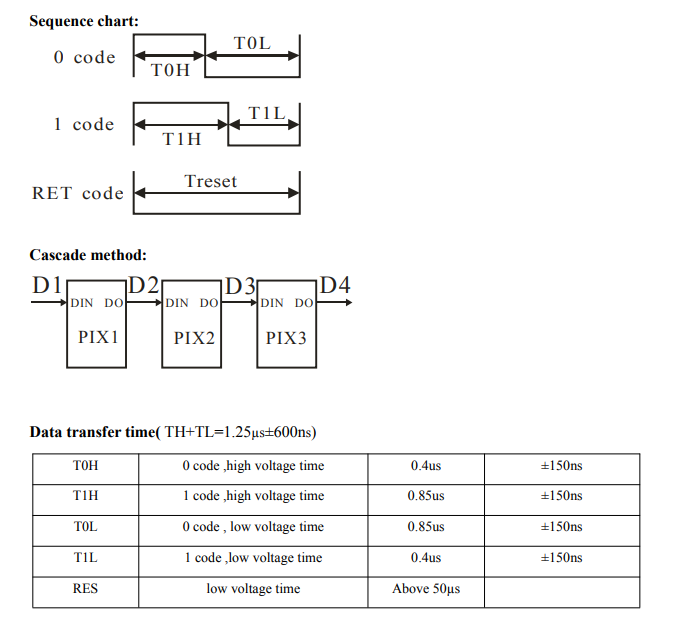 Sequence chart:
0 code T0H T0L
1 code T1H T1L
RET code Treset
Cascade method:
D1 D2 D3 D4
DIN DO DIN DO DIN DO
PIX1 PIX2 PIX3
Data transfer time( TH+TL=1.25μs±600ns)
T0H 0 code ,high voltage time 0.4us ±150ns
T1H 1 code ,high voltage time 0.85us ±150ns
T0L 0 code , low voltage time 0.85us ±150ns
T1L 1 code ,low voltage time 0.4us ±150ns
RES low voltage time Above 50μs